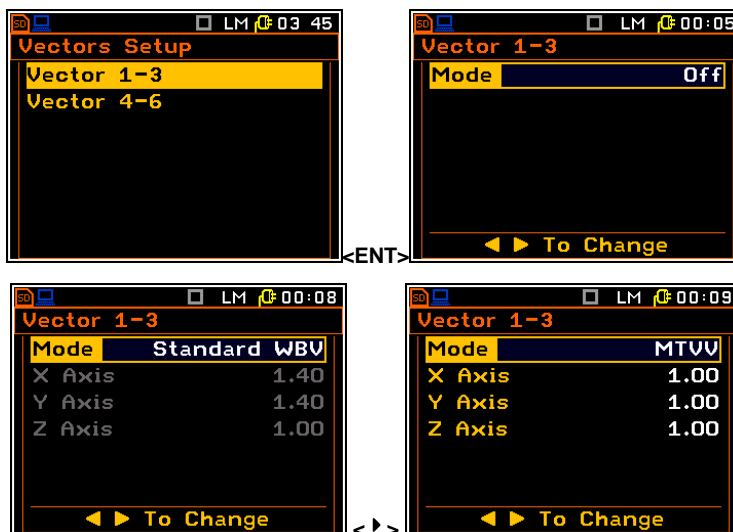 SD LM 03 45
Vectors Setup
Vector 1-3
Vector 4-6
<ENT>
SD LM 00:05
Vector 1-3
Mode Off
◀ ▶ To Change
SD LM 00:08
Vector 1-3
Mode Standard WBV
X Axis 1.40
Y Axis 1.40
Z Axis 1.00
◀ ▶ To Change
<▶>
SD LM 00:09
Vector 1-3
Mode MTVV
X Axis 1.00
Y Axis 1.00
Z Axis 1.00
◀ ▶ To Change